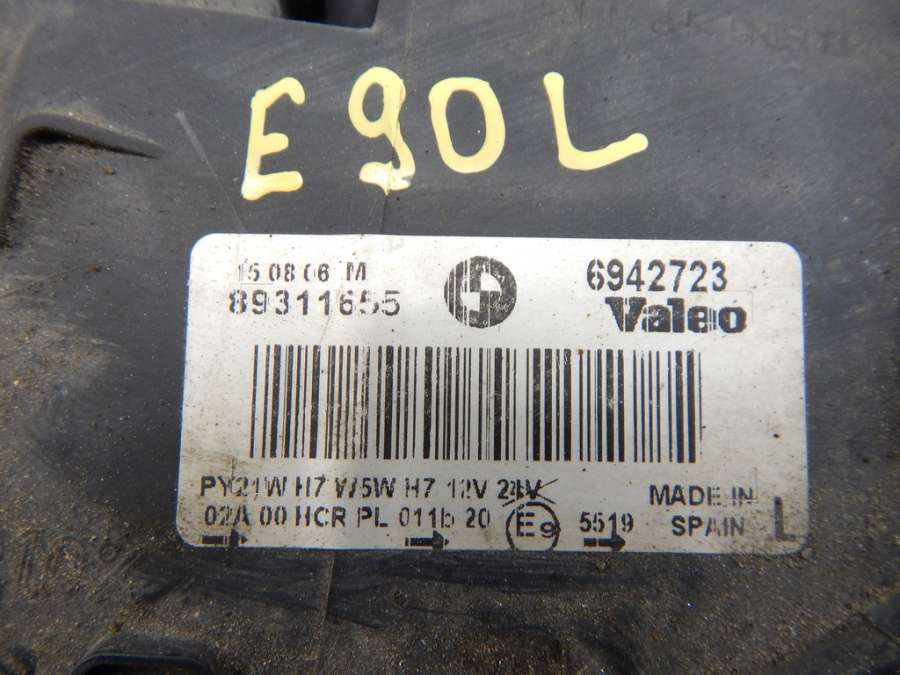 E90L
15 08 06 M
6942723
89311655
Valeo
PY21W H7 W5W H7 12V 24V
MADE IN
02A 00 HCR PL 011b 20 E9 5519
SPAIN L